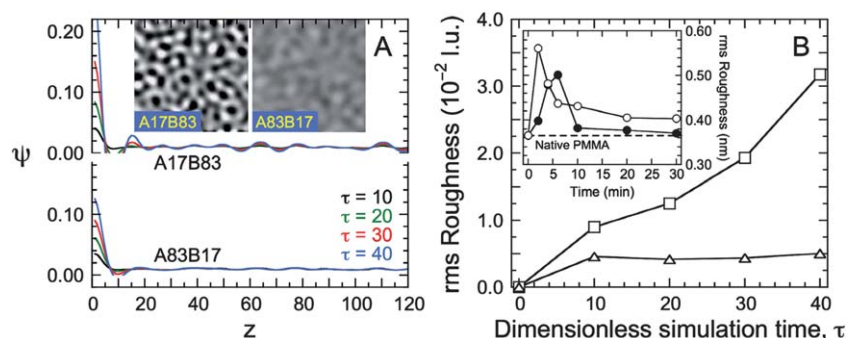 0.20
0.10
0.00
0.10
0.00
ψ
A
A17B83
A83B17
A17B83
A83B17
τ = 10
τ = 20
τ = 30
τ = 40
0 20 40 60 80 100 120
z
B
4.0
3.0
2.0
1.0
0.0
rms Roughness (10⁻² l.u.)
0 10 20 30 40
Dimensionless simulation time, τ
0.60
0.50
0.40
0.30
rms Roughness (nm)
Native PMMA
0 5 10 15 20 25 30
Time (min)